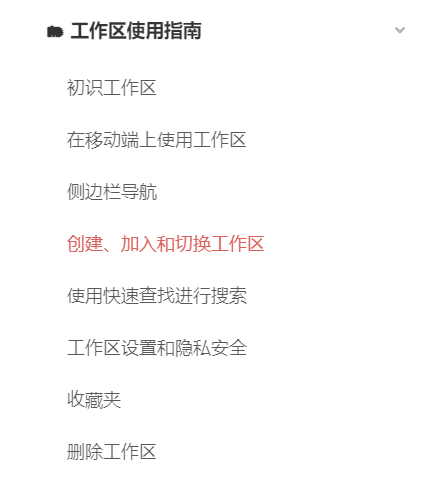 工作区使用指南
初识工作区
在移动端上使用工作区
侧边栏导航
创建、加入和切换工作区
使用快速查找进行搜索
工作区设置和隐私安全
收藏夹
删除工作区